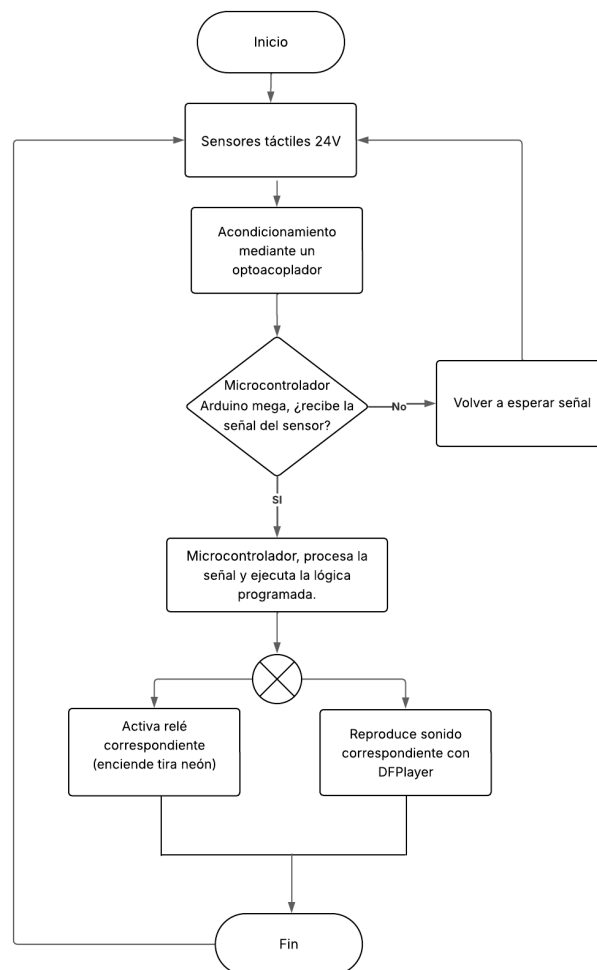 Inicio
Sensores táctiles 24V
Acondicionamiento
mediante un
optoacoplador
Microcontrolador
Arduino mega, ¿recibe la
señal del sensor?
No
Volver a esperar señal
SI
Microcontrolador, procesa la
señal y ejecuta la lógica
programada.
Activa relé
correspondiente
(enciende tira neón)
Reproduce sonido
correspondiente con
DFPlayer
Fin